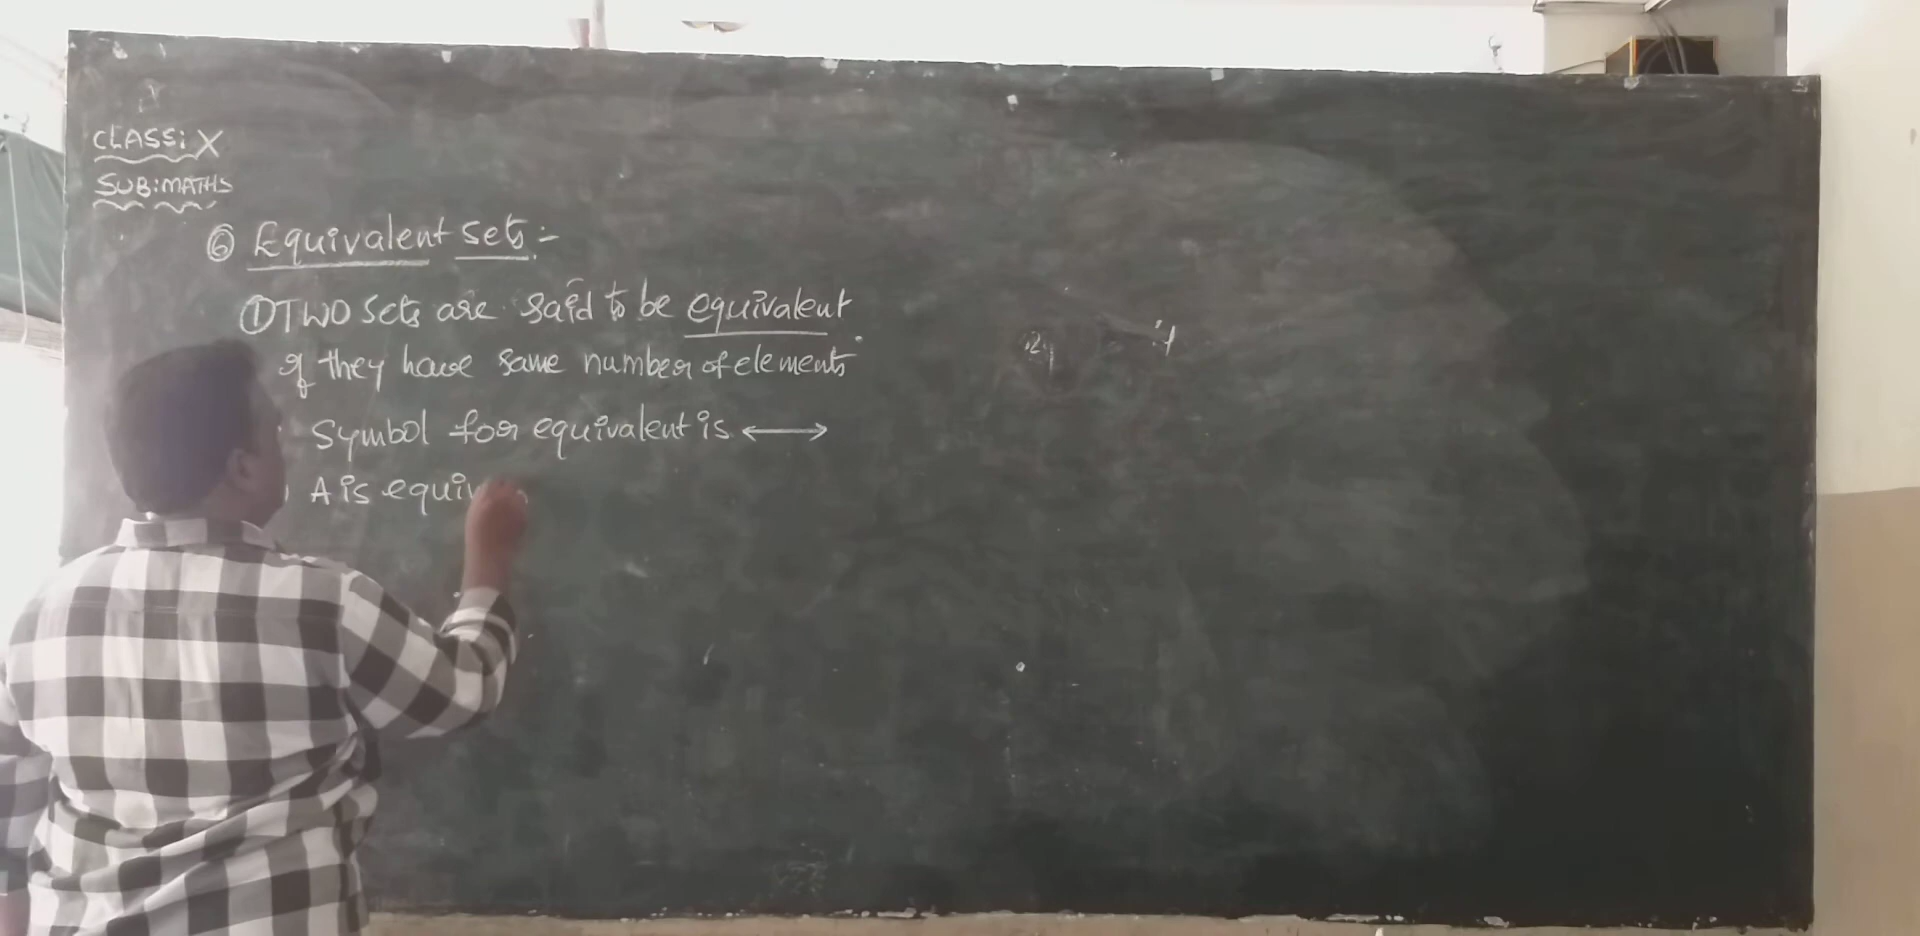 CLASS: X
SUB: MATHS
⑥ Equivalent sets :-
① TWO sets are said to be equivalent
if they have same number of elements
Symbol for equivalent is ⟷
A is equiv